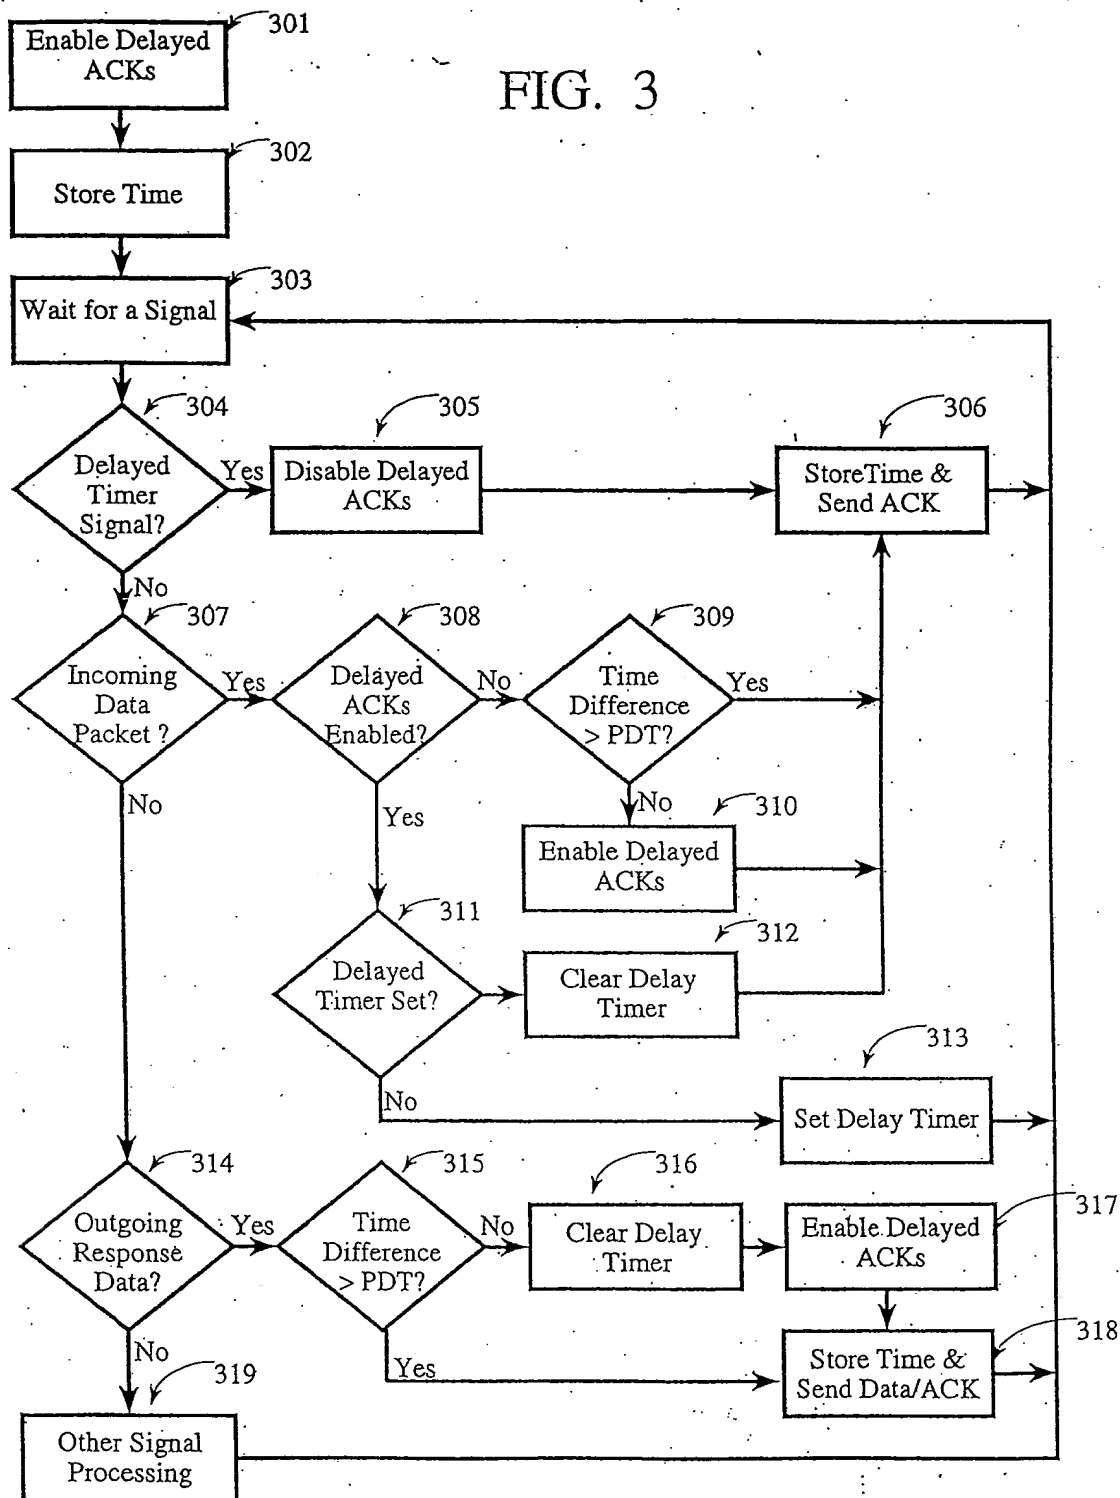 301
Enable Delayed
ACKs
FIG. 3
302
Store Time
303
Wait for a Signal
304
Delayed
Timer
Signal?
Yes
305
Disable Delayed
ACKs
306
StoreTime &
Send ACK
No
307
Incoming
Data
Packet ?
Yes
308
Delayed
ACKs
Enabled?
No
309
Time
Difference
> PDT?
Yes
No
Yes
No
310
Enable Delayed
ACKs
311
Delayed
Timer Set?
312
Clear Delay
Timer
No
313
Set Delay Timer
314
Outgoing
Response
Data?
Yes
315
Time
Difference
> PDT?
No
316
Clear Delay
Timer
317
Enable Delayed
ACKs
Yes
318
Store Time &
Send Data/ACK
No
319
Other Signal
Processing